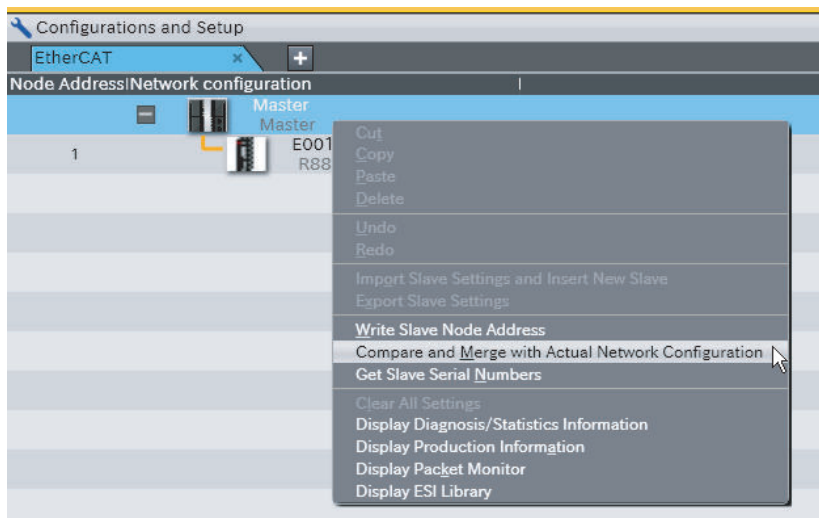 Configurations and Setup
EtherCAT × +
Node Address|Network configuration |
Master
Master
1 E001
R88
Cut
Copy
Paste
Delete
Undo
Redo
Import Slave Settings and Insert New Slave
Export Slave Settings
Write Slave Node Address
Compare and Merge with Actual Network Configuration
Get Slave Serial Numbers
Clear All Settings
Display Diagnosis/Statistics Information
Display Production Information
Display Packet Monitor
Display ESI Library